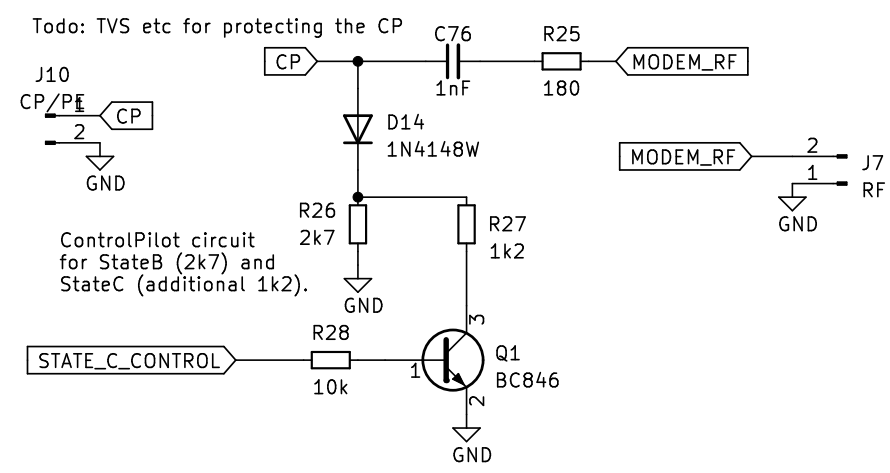 Todo: TVS etc for protecting the CP
C76
R25
CP
MODEM_RF
1nF
180
J10
CP/PE
1
CP
2
GND
D14
1N4148W
MODEM_RF
2
1
J7
RF
GND
R26
2k7
R27
1k2
ControlPilot circuit
for StateB (2k7) and
StateC (additional 1k2).
GND
R28
3
STATE_C_CONTROL
10k
1
Q1
BC846
2
GND